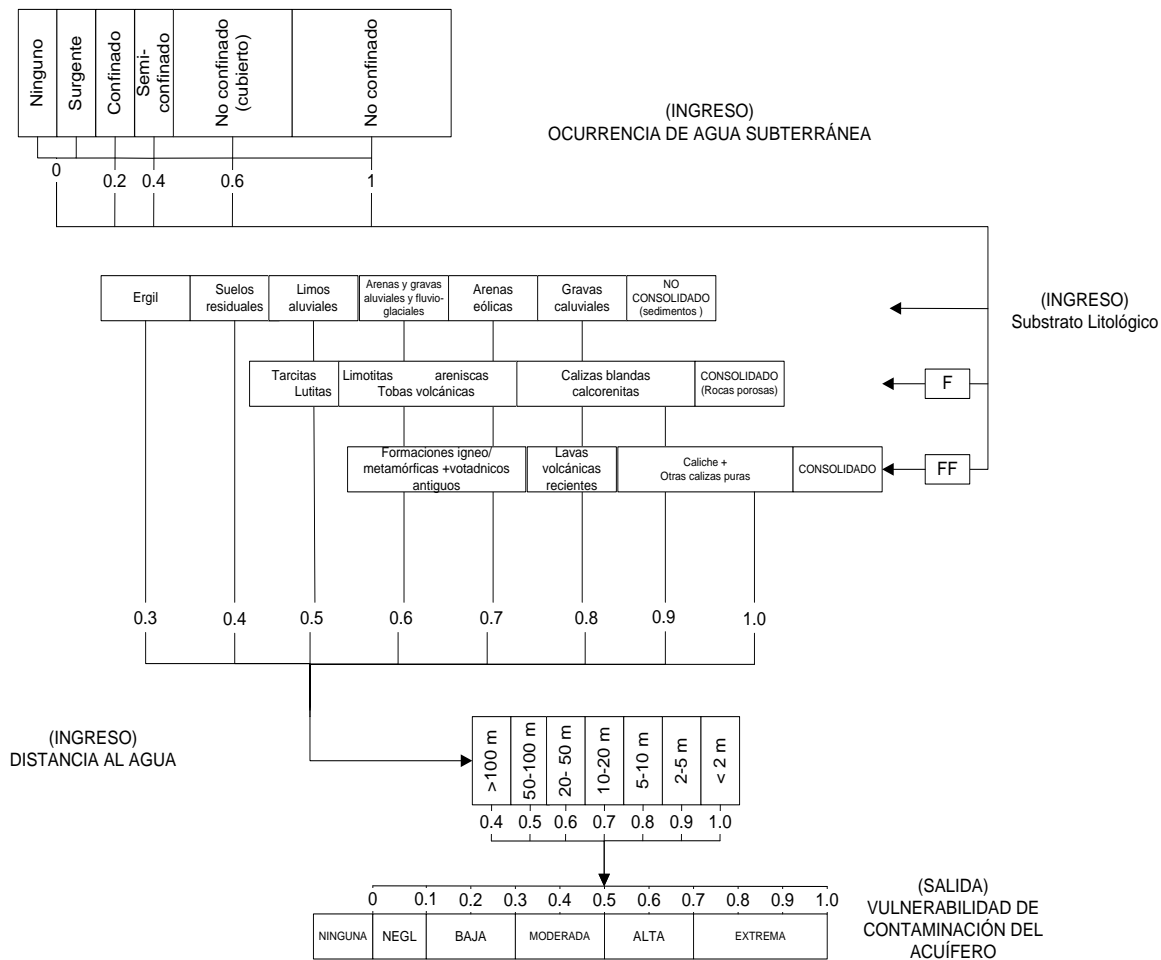 Ninguno
Surgente
Confinado
Semi-
confinado
No confinado
(cubierto)
No confinado
(INGRESO)
OCURRENCIA DE AGUA SUBTERRÁNEA
0
0.2
0.4
0.6
1
Ergil
Suelos
residuales
Limos
aluviales
Arenas y gravas
aluviales y fluvio-
glaciales
Arenas
eólicas
Gravas
caluviales
NO
CONSOLIDADO
(sedimentos )
(INGRESO)
Substrato Litológico
Tarcitas
Lutitas
Limotitas areniscas
Tobas volcánicas
Calizas blandas
calcorenitas
CONSOLIDADO
(Rocas porosas)
F
Formaciones igneo/
metamórficas +votadnicos
antiguos
Lavas
volcánicas
recientes
Caliche +
Otras calizas puras
CONSOLIDADO
FF
0.3
0.4
0.5
0.6
0.7
0.8
0.9
1.0
(INGRESO)
DISTANCIA AL AGUA
>100 m
50-100 m
20- 50 m
10-20 m
5-10 m
2-5 m
< 2 m
0.4
0.5
0.6
0.7
0.8
0.9
1.0
0
0.1
0.2
0.3
0.4
0.5
0.6
0.7
0.8
0.9
1.0
NINGUNA
NEGL
BAJA
MODERADA
ALTA
EXTREMA
(SALIDA)
VULNERABILIDAD DE
CONTAMINACIÓN DEL
ACUÍFERO